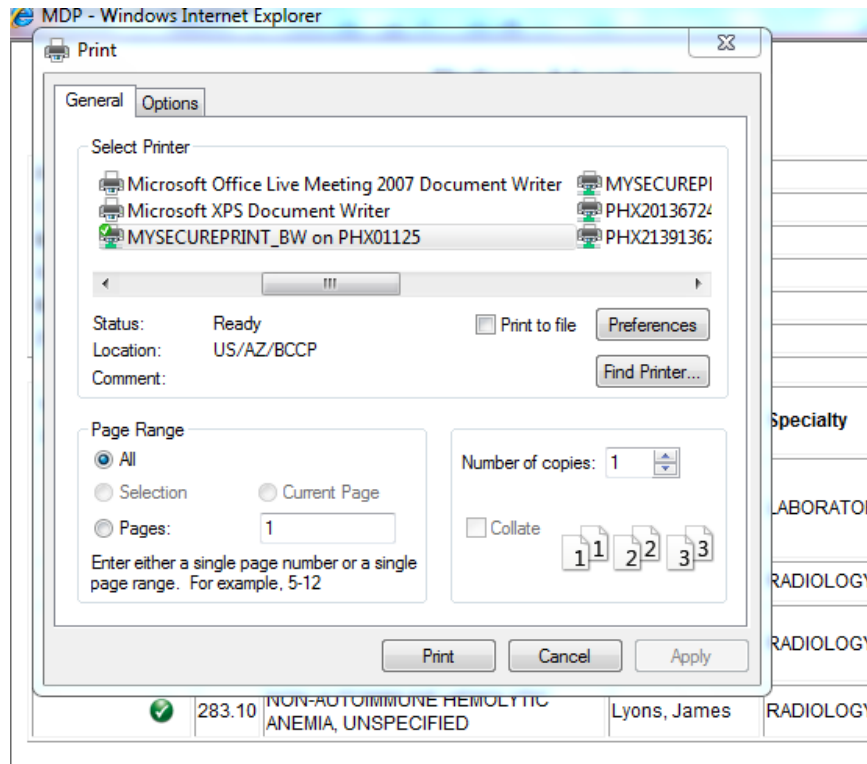 MDP - Windows Internet Explorer
Print
General Options
Select Printer
Microsoft Office Live Meeting 2007 Document Writer MYSECUREPI
Microsoft XPS Document Writer PHX20136724
MYSECUREPRINT_BW on PHX01125 PHX21391362
Status: Ready Print to file Preferences
Location: US/AZ/BCCP
Comment: Find Printer...
Page Range
All Number of copies: 1
Selection Current Page
Pages: 1 Collate
1 1 2 2 3 3
Enter either a single page number or a single
page range. For example, 5-12
Print Cancel Apply
Specialty
LABORATO
RADIOLOGY
RADIOLOGY
283.10 NON-AUTOIMMUNE HEMOLYTIC
ANEMIA, UNSPECIFIED Lyons, James RADIOLOGY